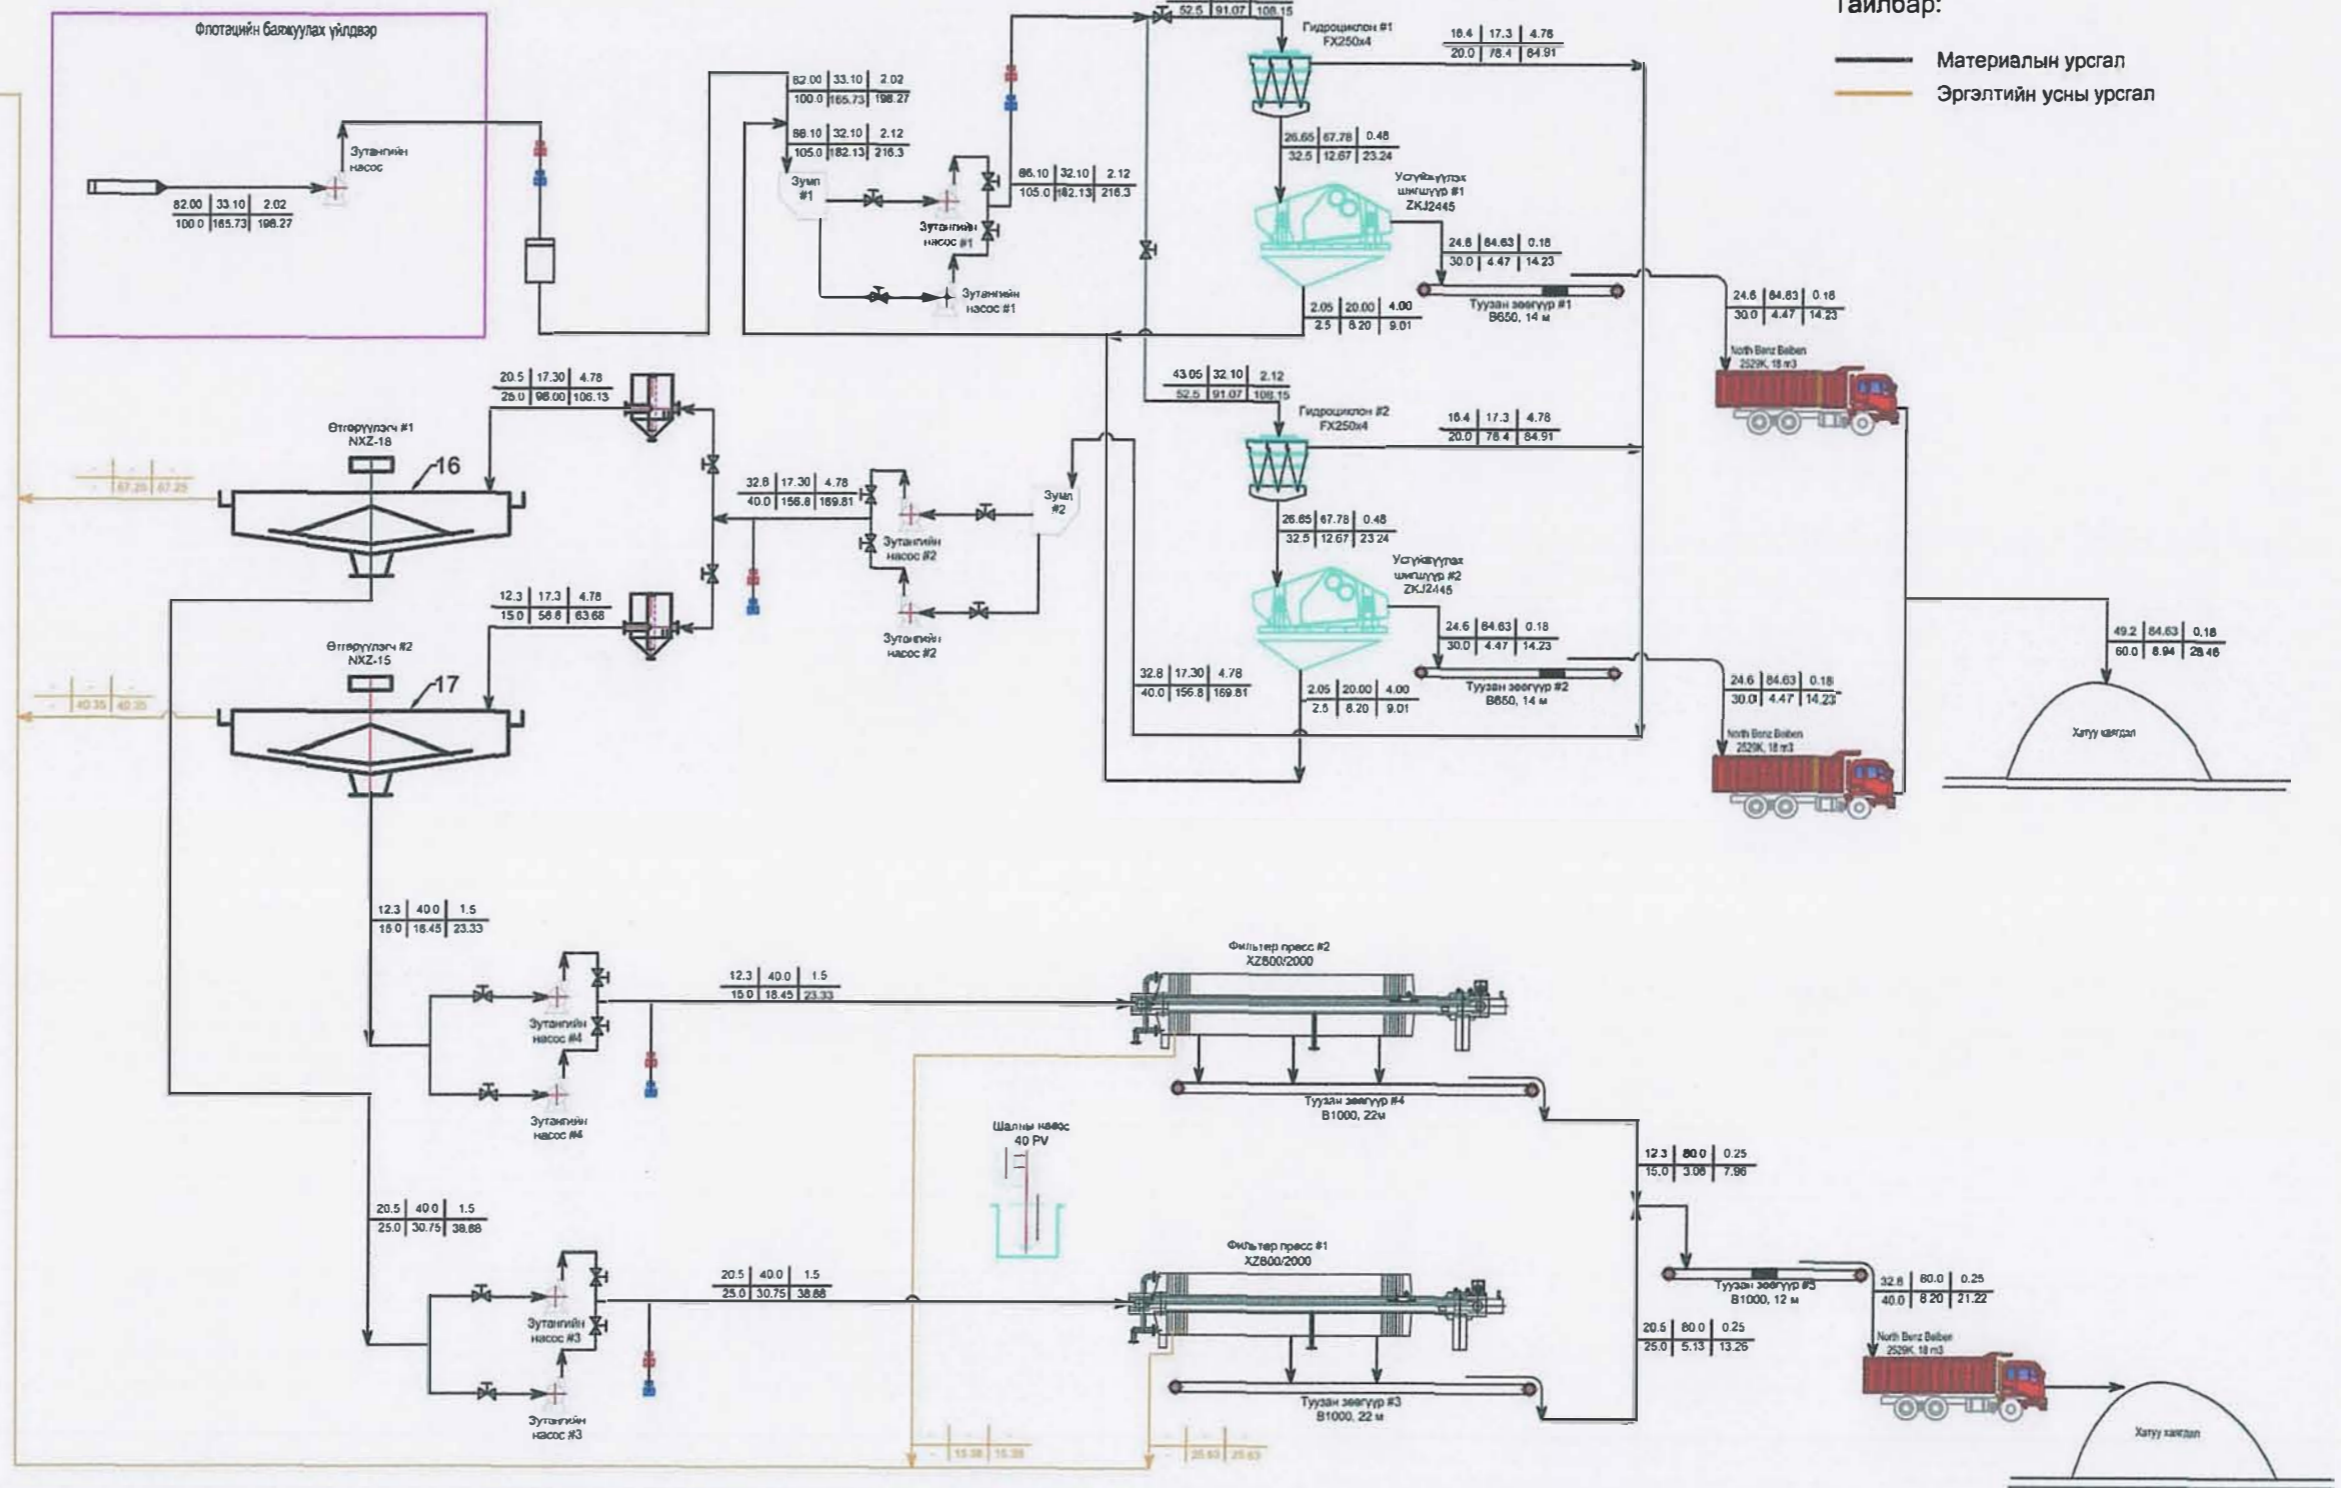 Флотацийн баяжуулах үйлдвэр
Зутангийн
насос
82.00 33.10 2.02
100.0 165.73 198.27
82.00 33.10 2.02
100.0 165.73 198.27
86.10 32.10 2.12
105.0 182.13 216.3
Зумп
#1
Зутангийн
насос #1
Зутангийн
насос #1
86.10 32.10 2.12
105.0 182.13 216.3
52.5 91.07 108.15
Гидроциклон #1
FX250x4
16.4 17.3 4.78
20.0 78.4 84.91
26.65 67.78 0.48
32.5 12.67 23.24
Усгүйжүүлэх
шигшүүр #1
ZKJ2445
24.6 84.63 0.18
30.0 4.47 14.23
Туузан зөөгүүр #1
B650, 14 м
2.05 20.00 4.00
2.5 8.20 9.01
24.6 84.63 0.18
30.0 4.47 14.23
North Benz Beiben
2529K, 18 m3
Тайлбар:
Материалын урсгал
Эргэлтийн усны урсгал
20.5 17.30 4.78
25.0 98.00 106.13
Өтгөрүүлэгч #1
NXZ-18
16
67.25 67.25
32.8 17.30 4.78
40.0 156.8 169.81
Зутангийн
насос #2
Зумп
#2
Зутангийн
насос #2
12.3 17.3 4.78
15.0 58.8 63.68
Өтгөрүүлэгч #2
NXZ-15
17
40.35 40.35
43.05 32.10 2.12
52.5 91.07 108.15
Гидроциклон #2
FX250x4
16.4 17.3 4.78
20.0 78.4 84.91
26.65 67.78 0.48
32.5 12.67 23.24
Усгүйжүүлэх
шигшүүр #2
ZKJ2445
24.6 84.63 0.18
30.0 4.47 14.23
Туузан зөөгүүр #2
B650, 14 м
32.8 17.30 4.78
40.0 156.8 169.81
2.05 20.00 4.00
2.5 8.20 9.01
24.6 84.63 0.18
30.0 4.47 14.23
North Benz Beiben
2529K, 18 m3
49.2 84.63 0.18
60.0 8.94 28.46
Хатуу хаягдал
12.3 40.0 1.5
15.0 18.45 23.33
Зутангийн
насос #4
Зутангийн
насос #4
12.3 40.0 1.5
15.0 18.45 23.33
Фильтер пресс #2
XZ800/2000
Туузан зөөгүүр #4
B1000, 22м
Шалны насос
40 PV
12.3 80.0 0.25
15.0 3.08 7.96
20.5 40.0 1.5
25.0 30.75 38.88
Зутангийн
насос #3
Зутангийн
насос #3
20.5 40.0 1.5
25.0 30.75 38.88
Фильтер пресс #1
XZ800/2000
Туузан зөөгүүр #3
B1000, 22 м
Туузан зөөгүүр #5
B1000, 12 м
20.5 80.0 0.25
25.0 5.13 13.26
32.8 80.0 0.25
40.0 8.20 21.22
North Benz Beiben
2529K, 18 m3
Хатуу хаягдал
15.38 15.38
25.63 25.63